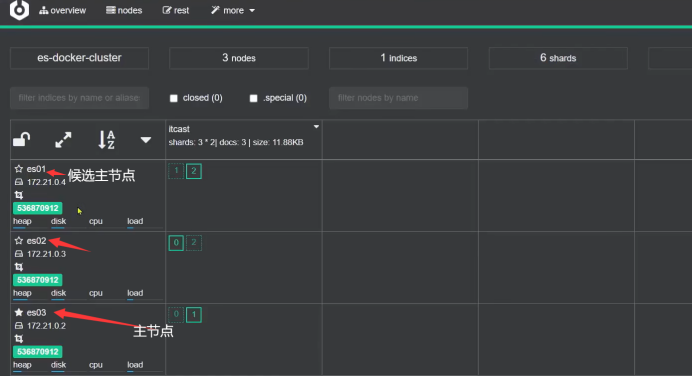 overview nodes rest more
es-docker-cluster 3 nodes 1 indices 6 shards
filter indices by name or aliases closed (0) .special (0) filter nodes by name
itcast
shards: 3 * 2| docs: 3 | size: 11.88KB
es01 候选主节点 1 2
172.21.0.4
536870912
heap disk cpu load
es02 0 2
172.21.0.3
536870912
heap disk cpu load
es03 0 1
172.21.0.2 主节点
536870912
heap disk cpu load